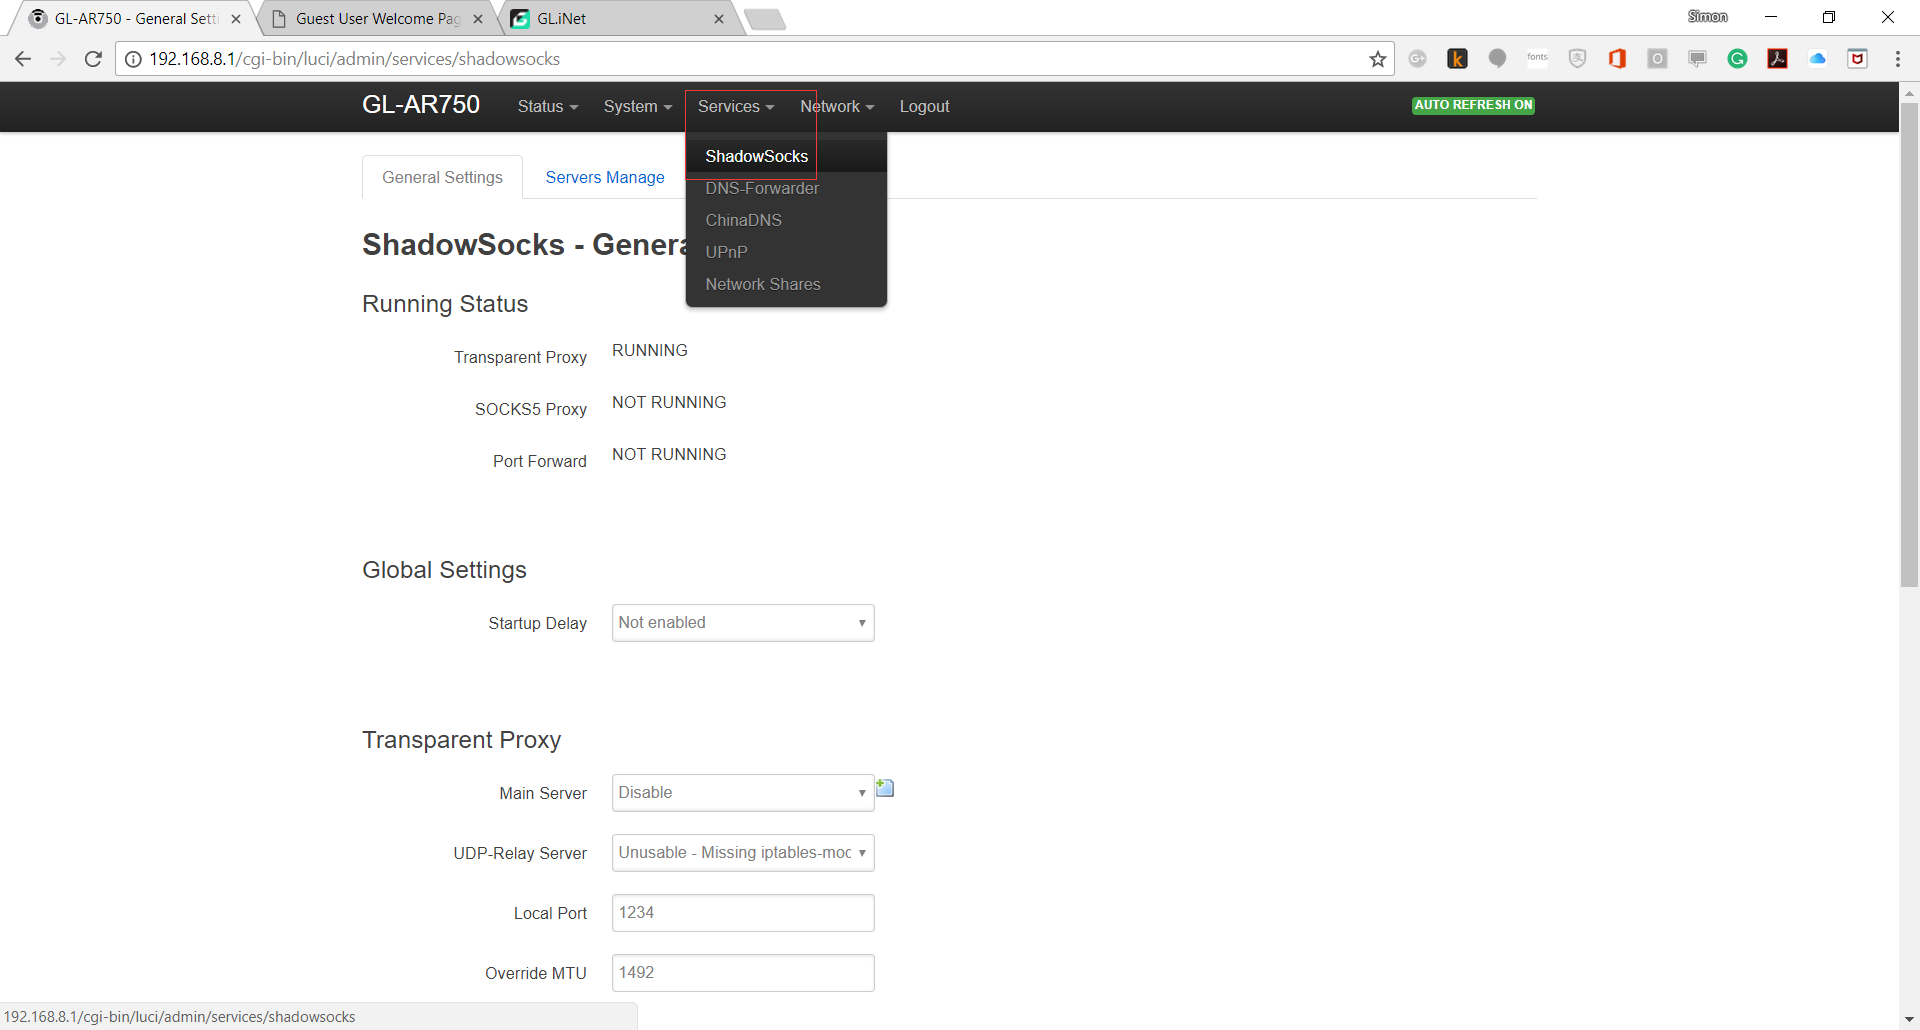 GL-AR750 - General Setti
Guest User Welcome Pag
GL.iNet
Simon
192.168.8.1/cgi-bin/luci/admin/services/shadowsocks
fonts
GL-AR750 Status System Services Network Logout AUTO REFRESH ON
General Settings Servers Manage
ShadowSocks
DNS-Forwarder
ChinaDNS
UPnP
Network Shares
ShadowSocks - Genera
Running Status
Transparent Proxy RUNNING
SOCKS5 Proxy NOT RUNNING
Port Forward NOT RUNNING
Global Settings
Startup Delay Not enabled
Transparent Proxy
Main Server Disable
UDP-Relay Server Unusable - Missing iptables-moc
Local Port 1234
Override MTU 1492
192.168.8.1/cgi-bin/luci/admin/services/shadowsocks